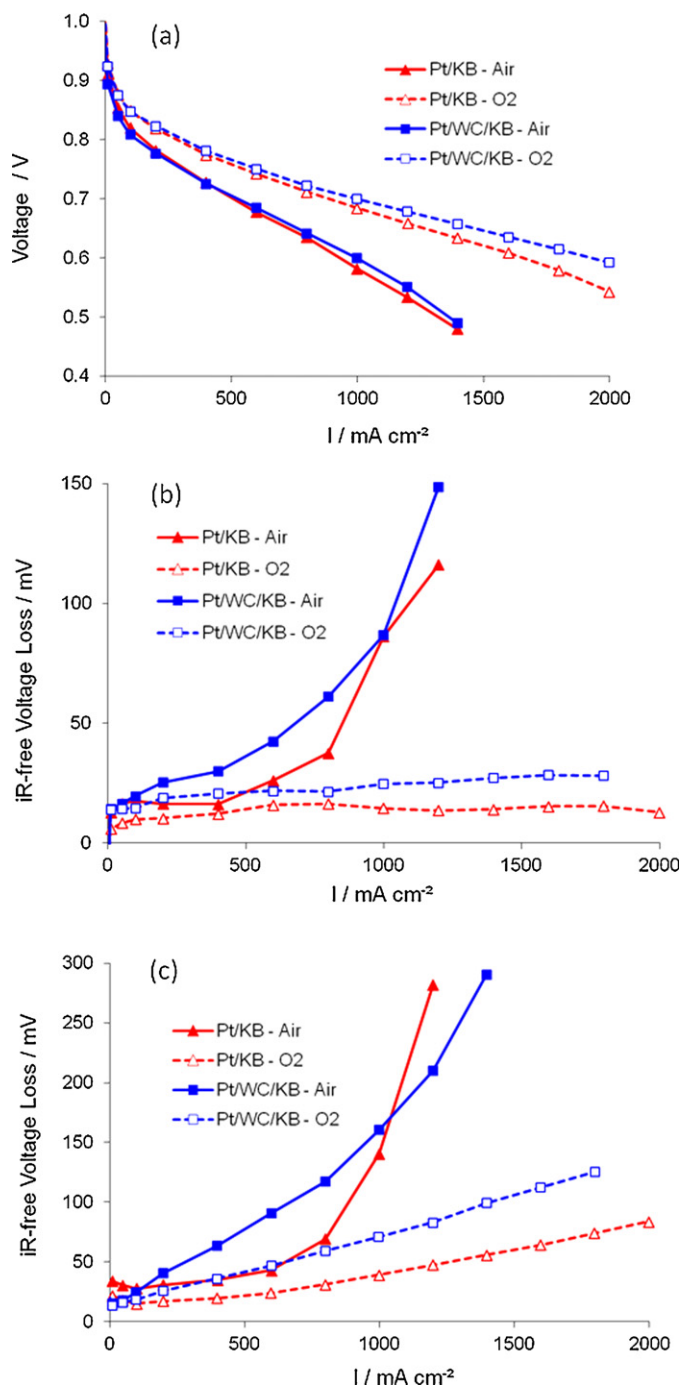 (a)
1.0
0.9
0.8
0.7
0.6
0.5
0.4
Voltage / V
Pt/KB - Air
Pt/KB - O2
Pt/WC/KB - Air
Pt/WC/KB - O2
500
1000
1500
2000
I / mA cm⁻²
(b)
150
100
50
0
iR-free Voltage Loss / mV
Pt/KB - Air
Pt/KB - O2
Pt/WC/KB - Air
Pt/WC/KB - O2
0
500
1000
1500
2000
I / mA cm⁻²
(c)
300
250
200
150
100
50
0
iR-free Voltage Loss / mV
Pt/KB - Air
Pt/KB - O2
Pt/WC/KB - Air
Pt/WC/KB - O2
0
500
1000
1500
2000
I / mA cm⁻²